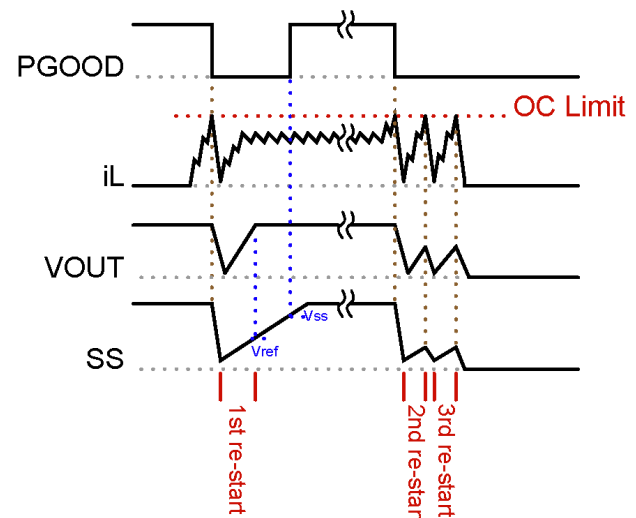 PGOOD
OC Limit
iL
VOUT
Vss
SS
Vref
1st re-start
2nd re-start
3rd re-start